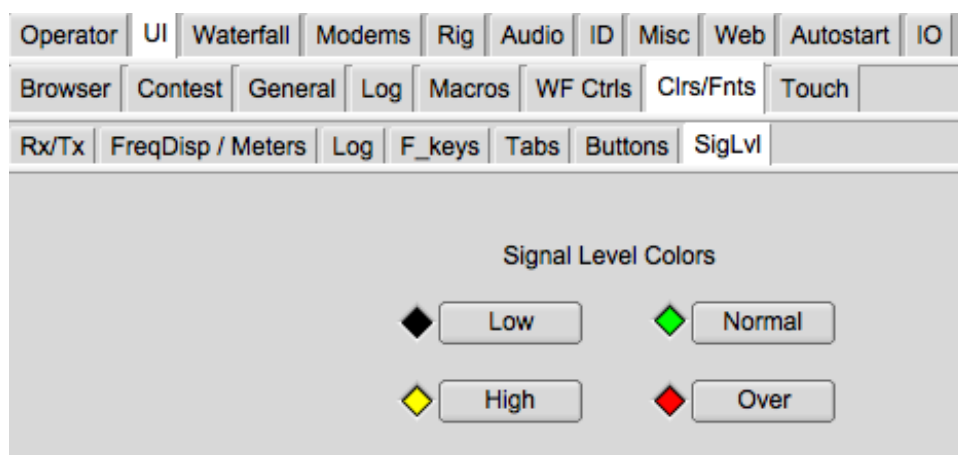 Operator UI Waterfall Modems Rig Audio ID Misc Web Autostart IO
Browser Contest General Log Macros WF Ctrls Clrs/Fnts Touch
Rx/Tx FreqDisp / Meters Log F_keys Tabs Buttons SigLvl
Signal Level Colors
Low Normal
High Over